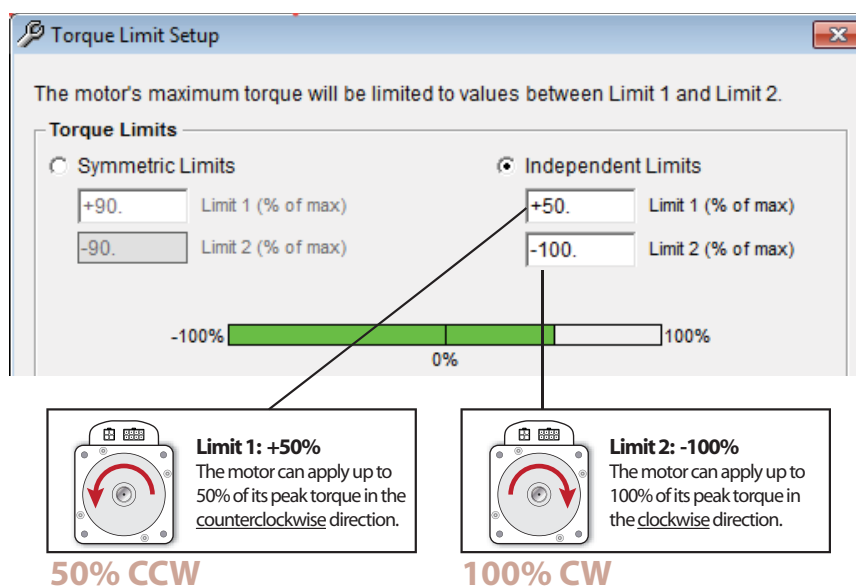 Torque Limit Setup
The motor's maximum torque will be limited to values between Limit 1 and Limit 2.
Torque Limits
Symmetric Limits
+90. Limit 1 (% of max)
-90. Limit 2 (% of max)
Independent Limits
+50. Limit 1 (% of max)
-100. Limit 2 (% of max)
-100% 100%
0%
Limit 1: +50%
The motor can apply up to
50% of its peak torque in the
counterclockwise direction.
50% CCW
Limit 2: -100%
The motor can apply up to
100% of its peak torque in
the clockwise direction.
100% CW